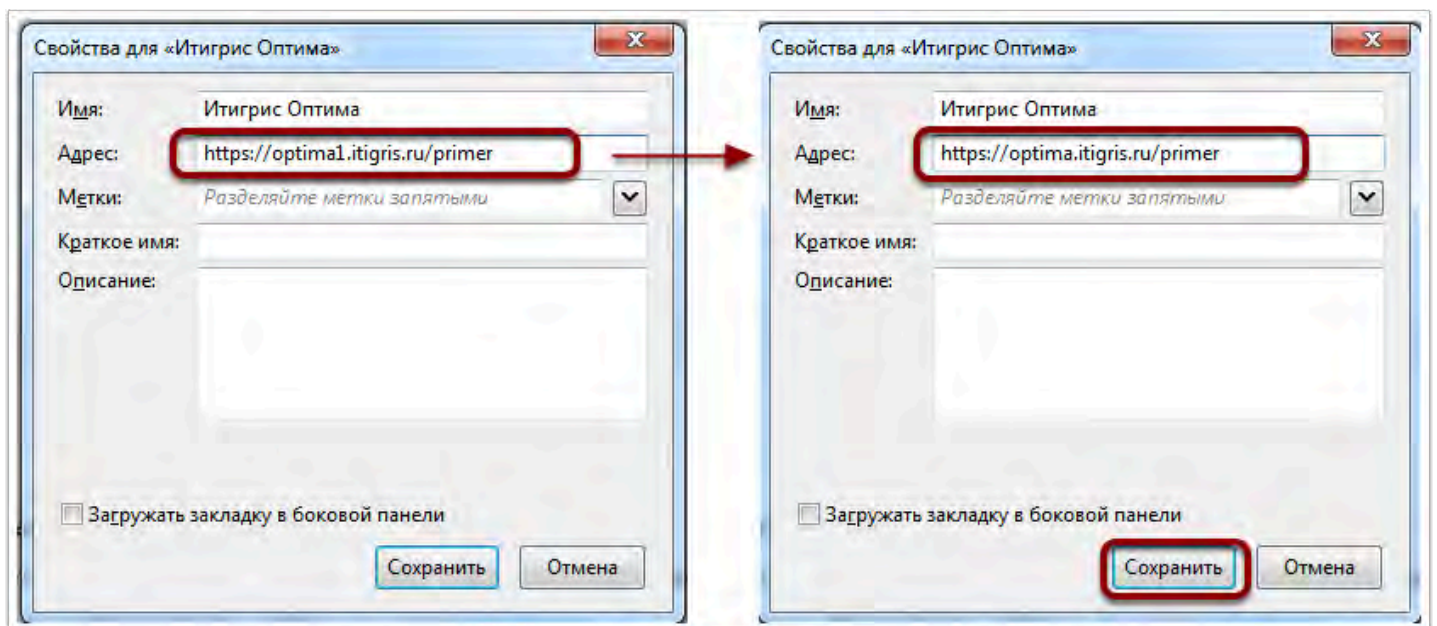 Свойства для «Итигрис Оптима»
Имя: Итигрис Оптима
Адрес: https://optima1.itigris.ru/primer
Метки: Разделяйте метки запятыми
Краткое имя:
Описание:
Загружать закладку в боковой панели
Сохранить Отмена
Свойства для «Итигрис Оптима»
Имя: Итигрис Оптима
Адрес: https://optima.itigris.ru/primer
Метки: Разделяйте метки запятыми
Краткое имя:
Описание:
Загружать закладку в боковой панели
Сохранить Отмена